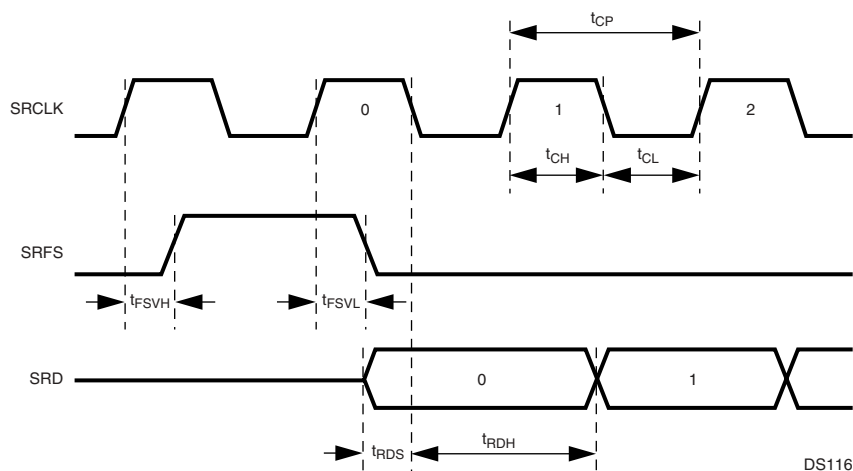 tCP
SRCLK
0
1
2
tCH
tCL
SRFS
tFSVH
tFSVL
SRD
0
1
tRDS
tRDH
DS116